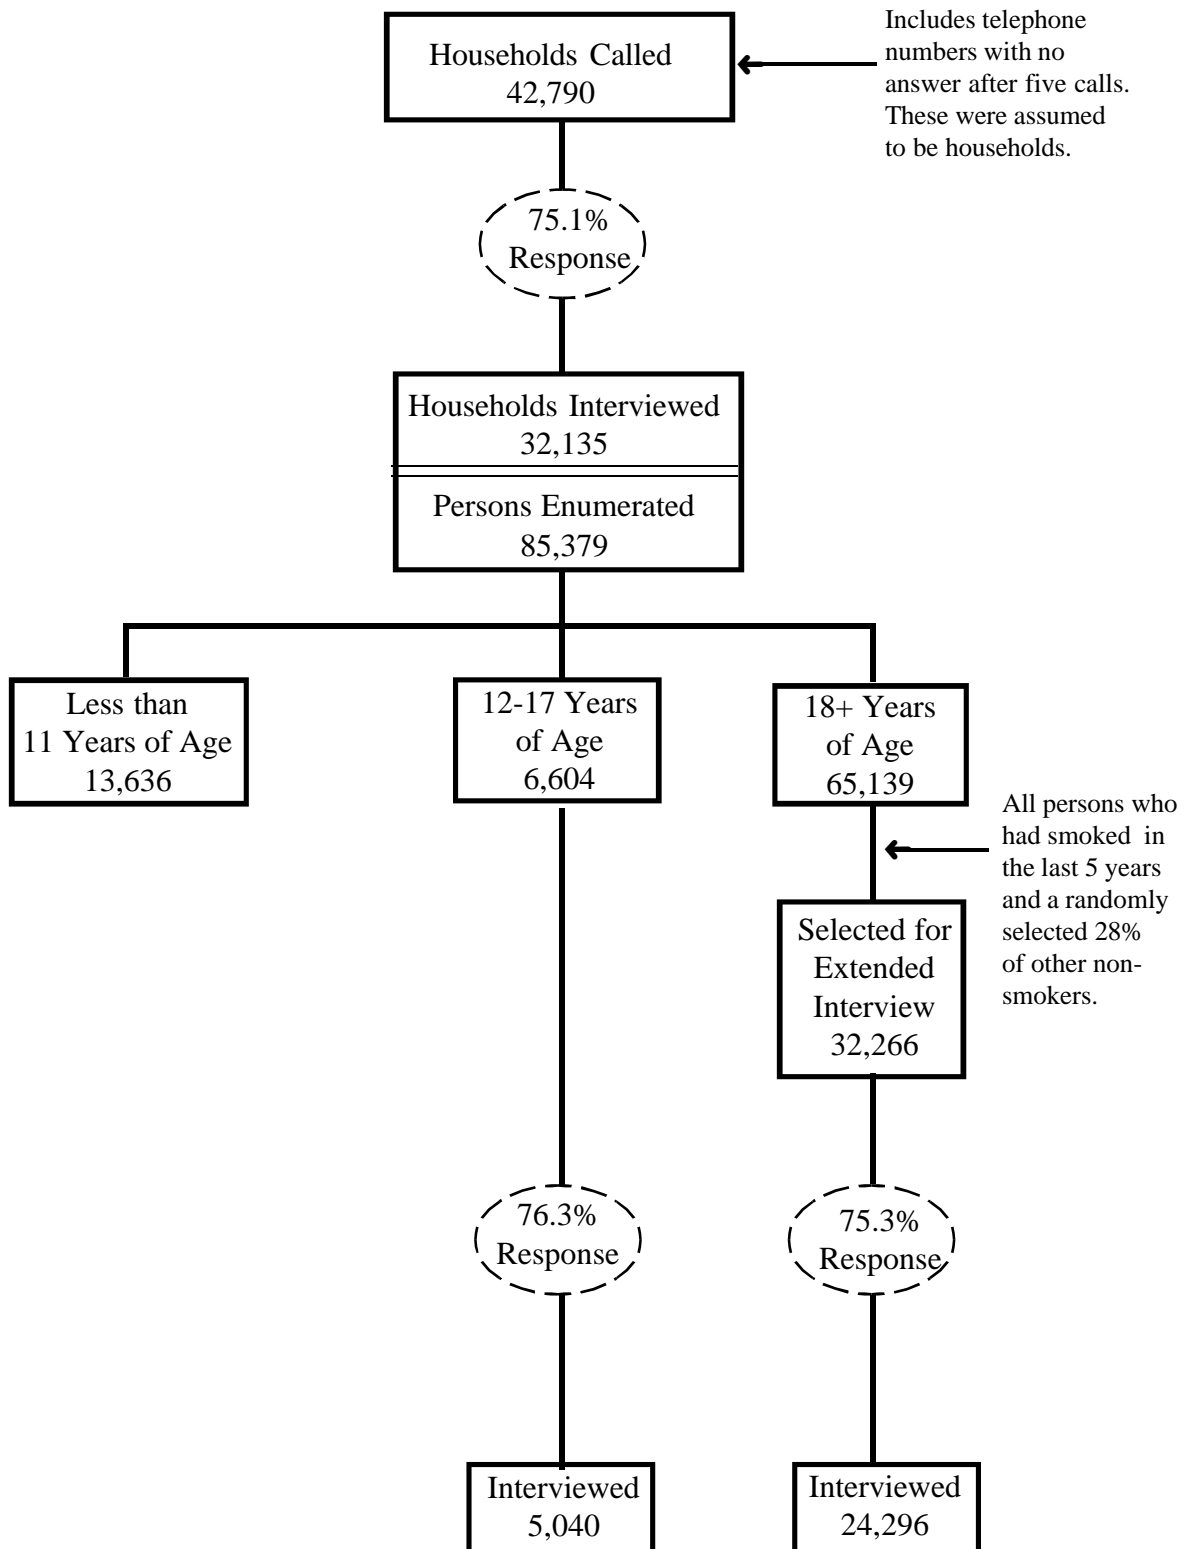 Households Called
42,790
Includes telephone
numbers with no
answer after five calls.
These were assumed
to be households.
75.1%
Response
Households Interviewed
32,135
Persons Enumerated
85,379
Less than
11 Years of Age
13,636
12-17 Years
of Age
6,604
18+ Years
of Age
65,139
All persons who
had smoked in
the last 5 years
and a randomly
selected 28%
of other non-
smokers.
Selected for
Extended
Interview
32,266
76.3%
Response
75.3%
Response
Interviewed
5,040
Interviewed
24,296